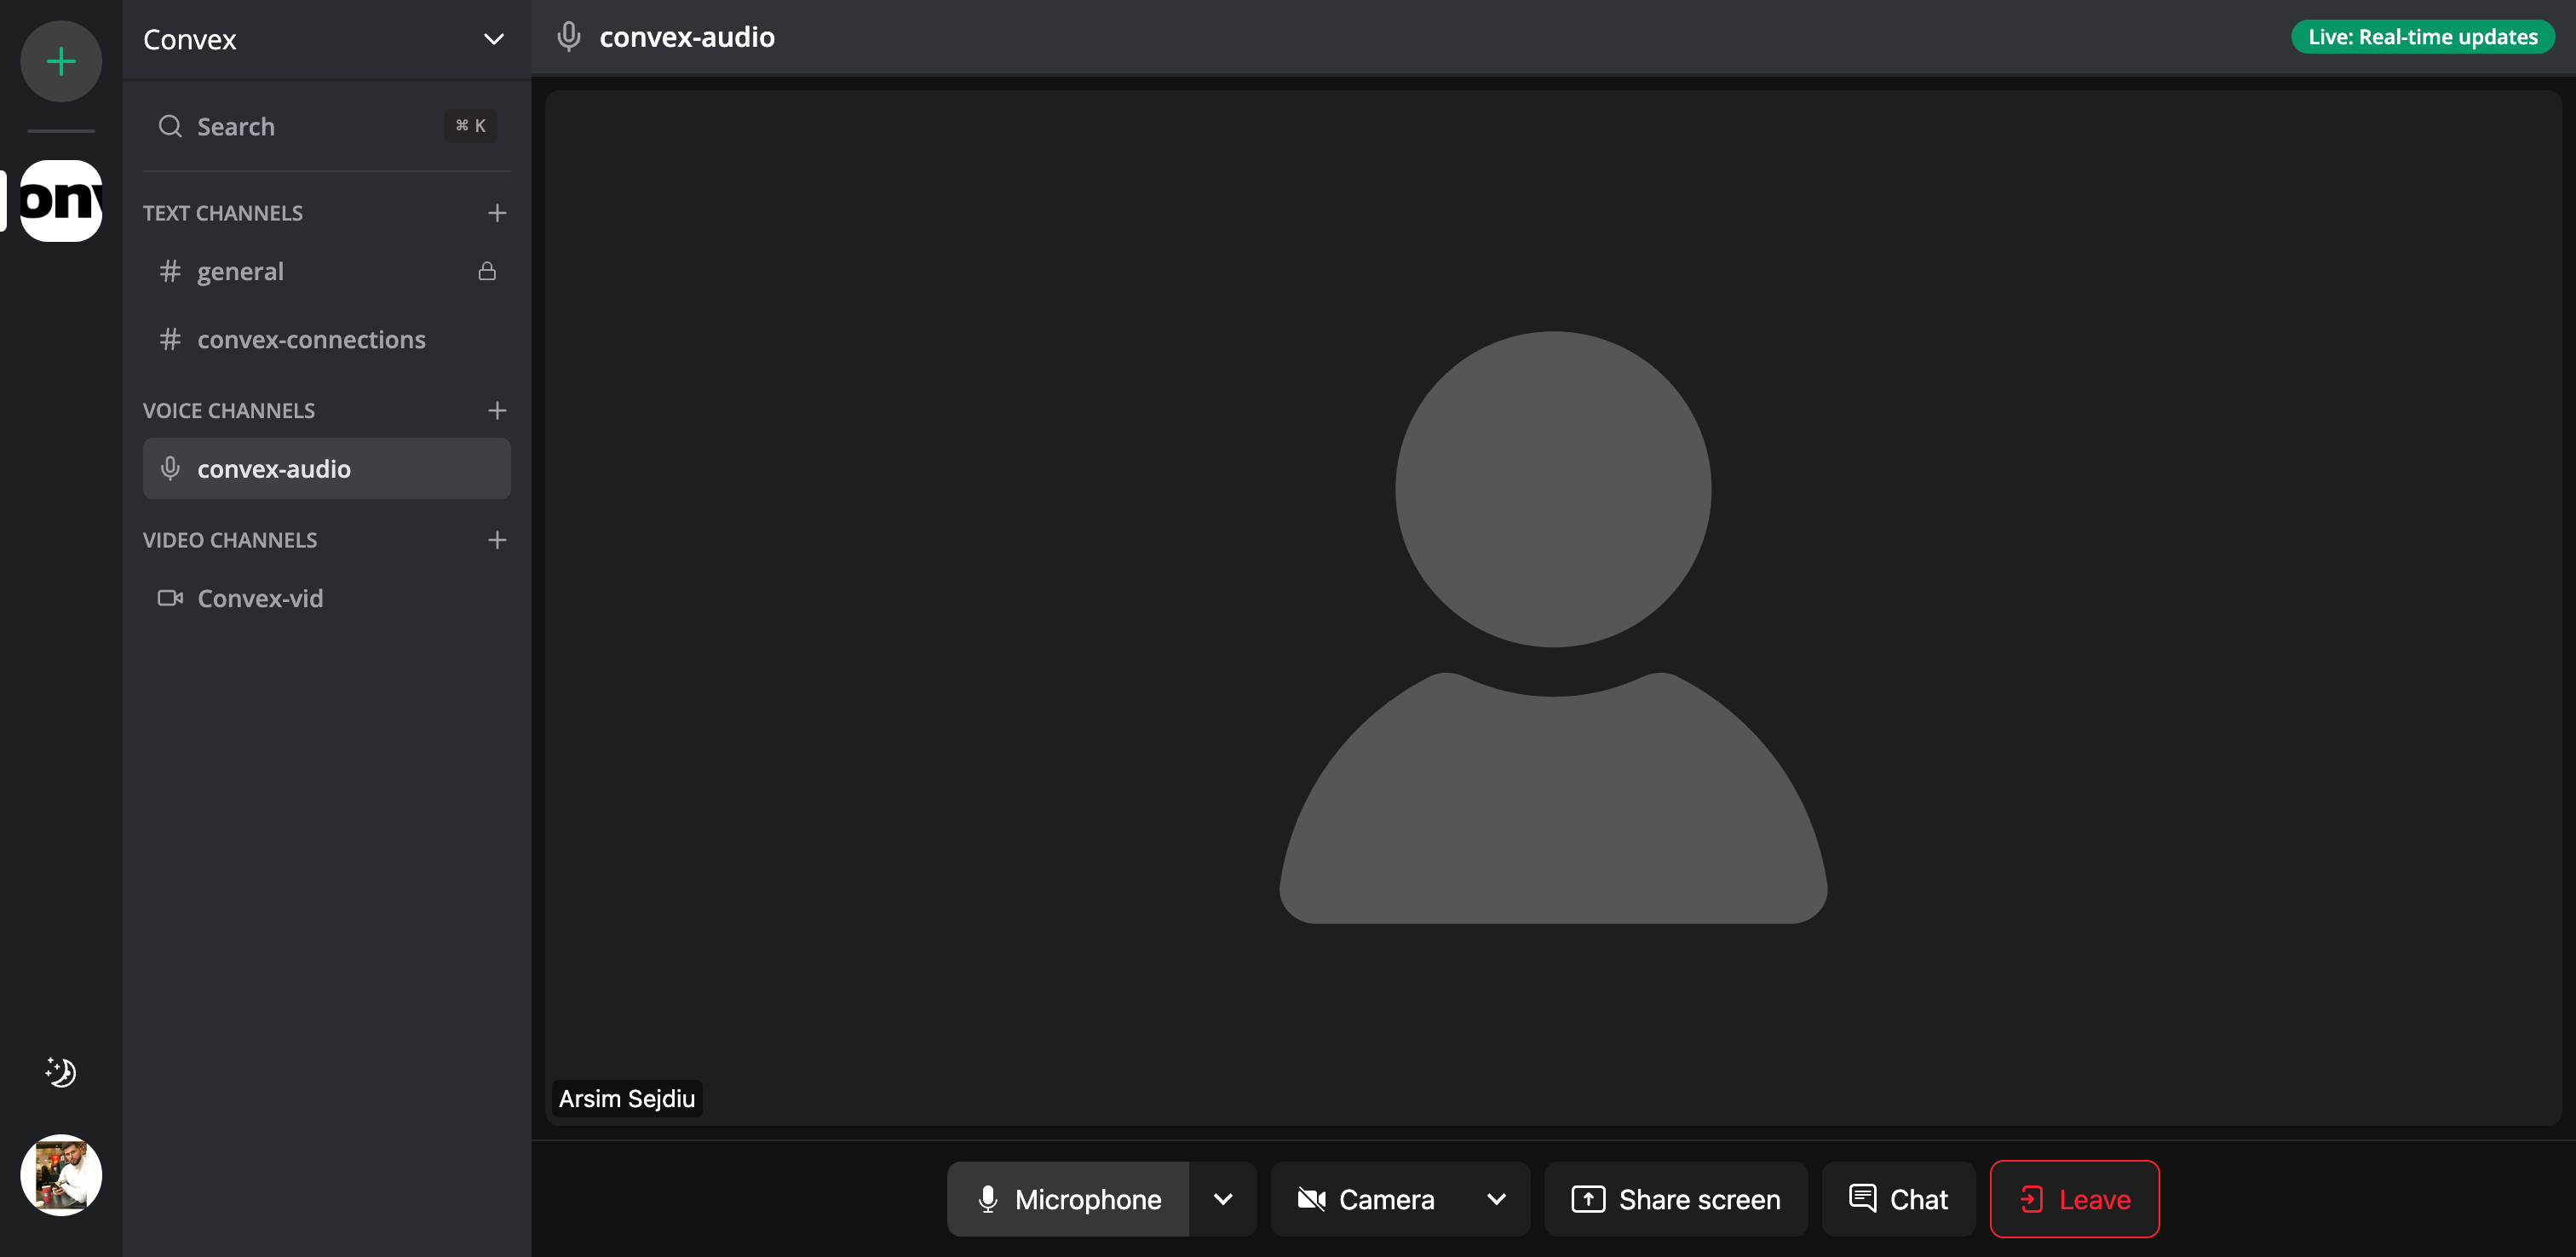 Convex
Search
⌘ K
onv
TEXT CHANNELS
# general
# convex-connections
VOICE CHANNELS
convex-audio
VIDEO CHANNELS
Convex-vid
convex-audio
Live: Real-time updates
Arsim Sejdiu
Microphone
Camera
Share screen
Chat
Leave